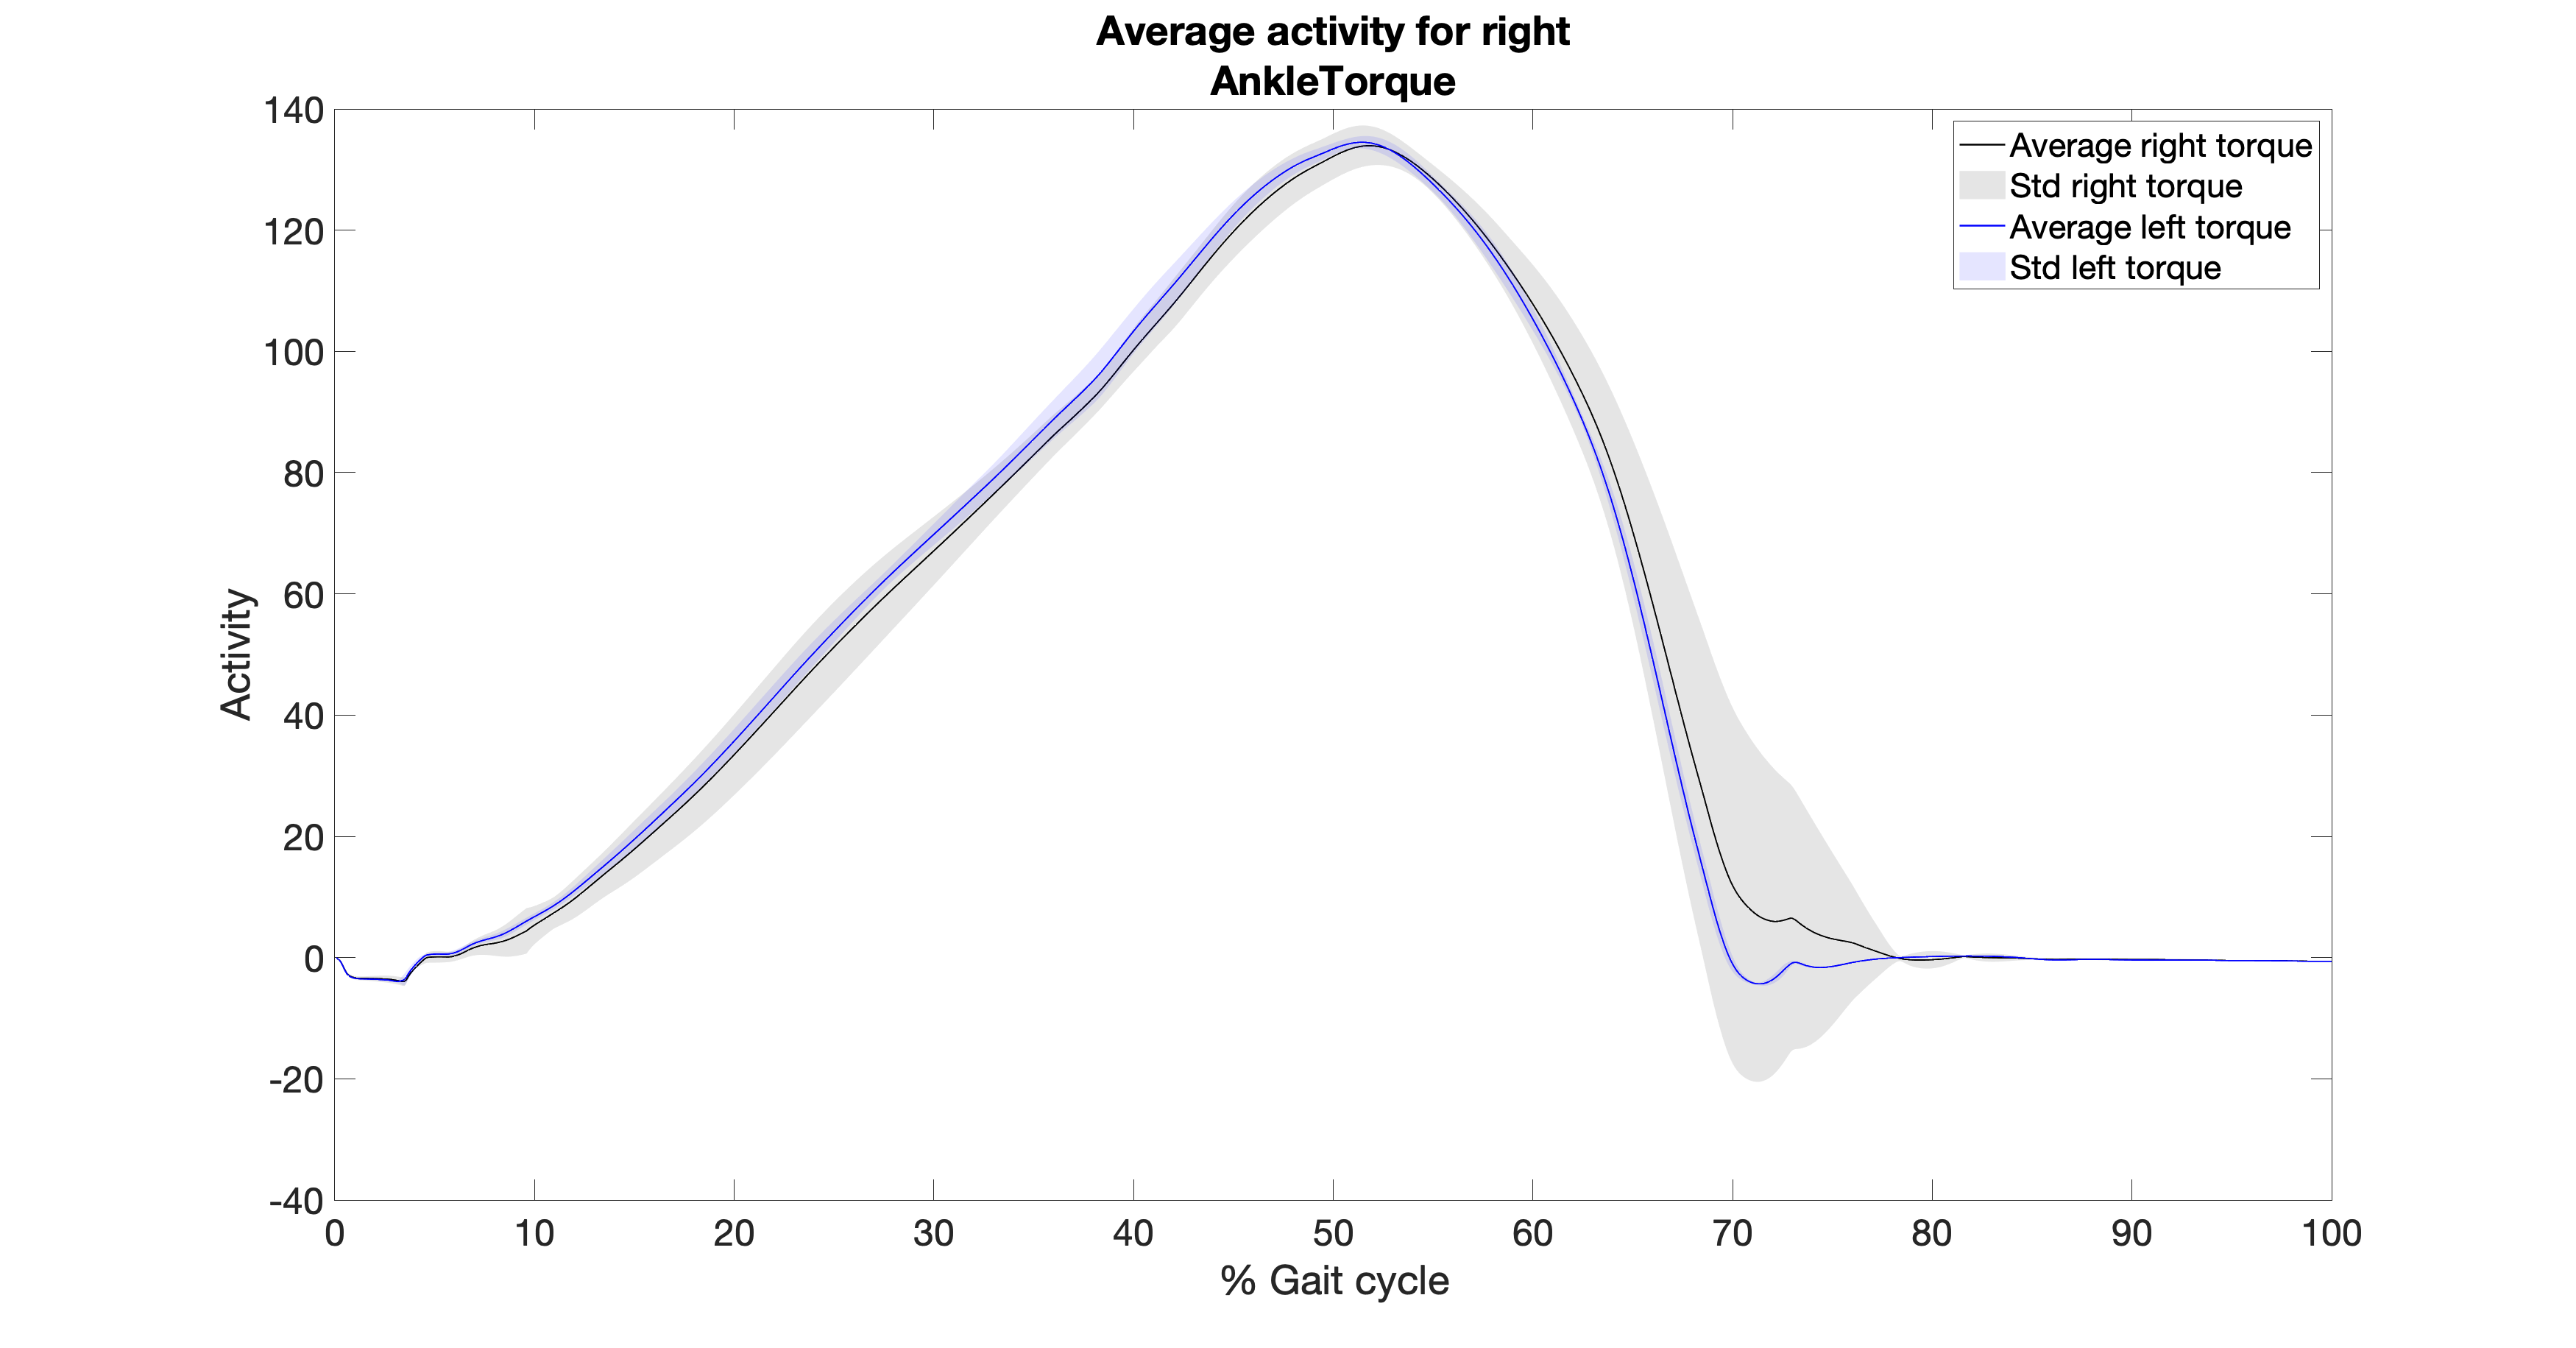 Average activity for right
AnkleTorque
140
120
100
80
60
40
20
0
-20
-40
Activity
0 10 20 30 40 50 60 70 80 90 100
% Gait cycle
Average right torque
Std right torque
Average left torque
Std left torque